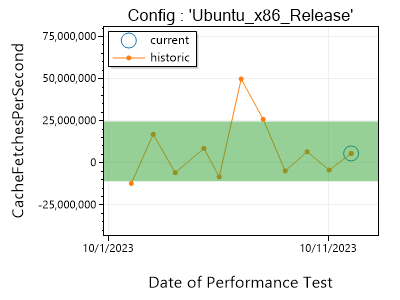 Config : 'Ubuntu_x86_Release'
current
historic
CacheFetchesPerSecond
75,000,000
50,000,000
25,000,000
0
-25,000,000
10/1/2023
10/11/2023
Date of Performance Test